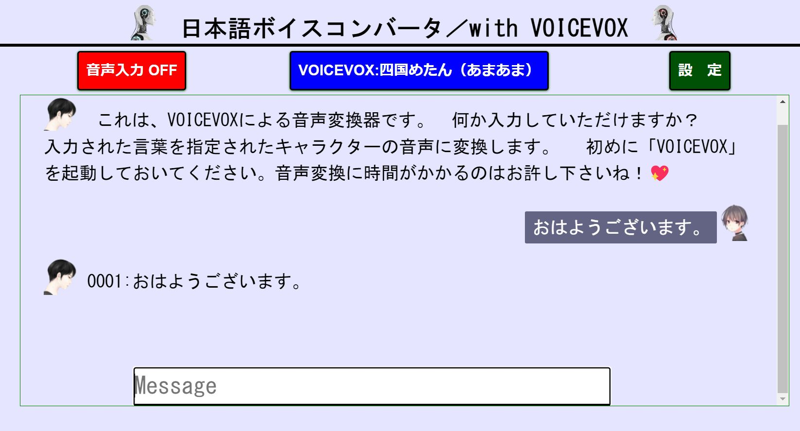 日本語ボイスコンバータ／with VOICEVOX
音声入力 OFF
VOICEVOX:四国めたん（あまあま）
設　定
これは、VOICEVOXによる音声変換器です。　何か入力していただけますか？
入力された言葉を指定されたキャラクターの音声に変換します。　　初めに「VOICEVOX」
を起動しておいてください。音声変換に時間がかかるのはお許し下さいね！💖
おはようございます。
0001:おはようございます。
Message